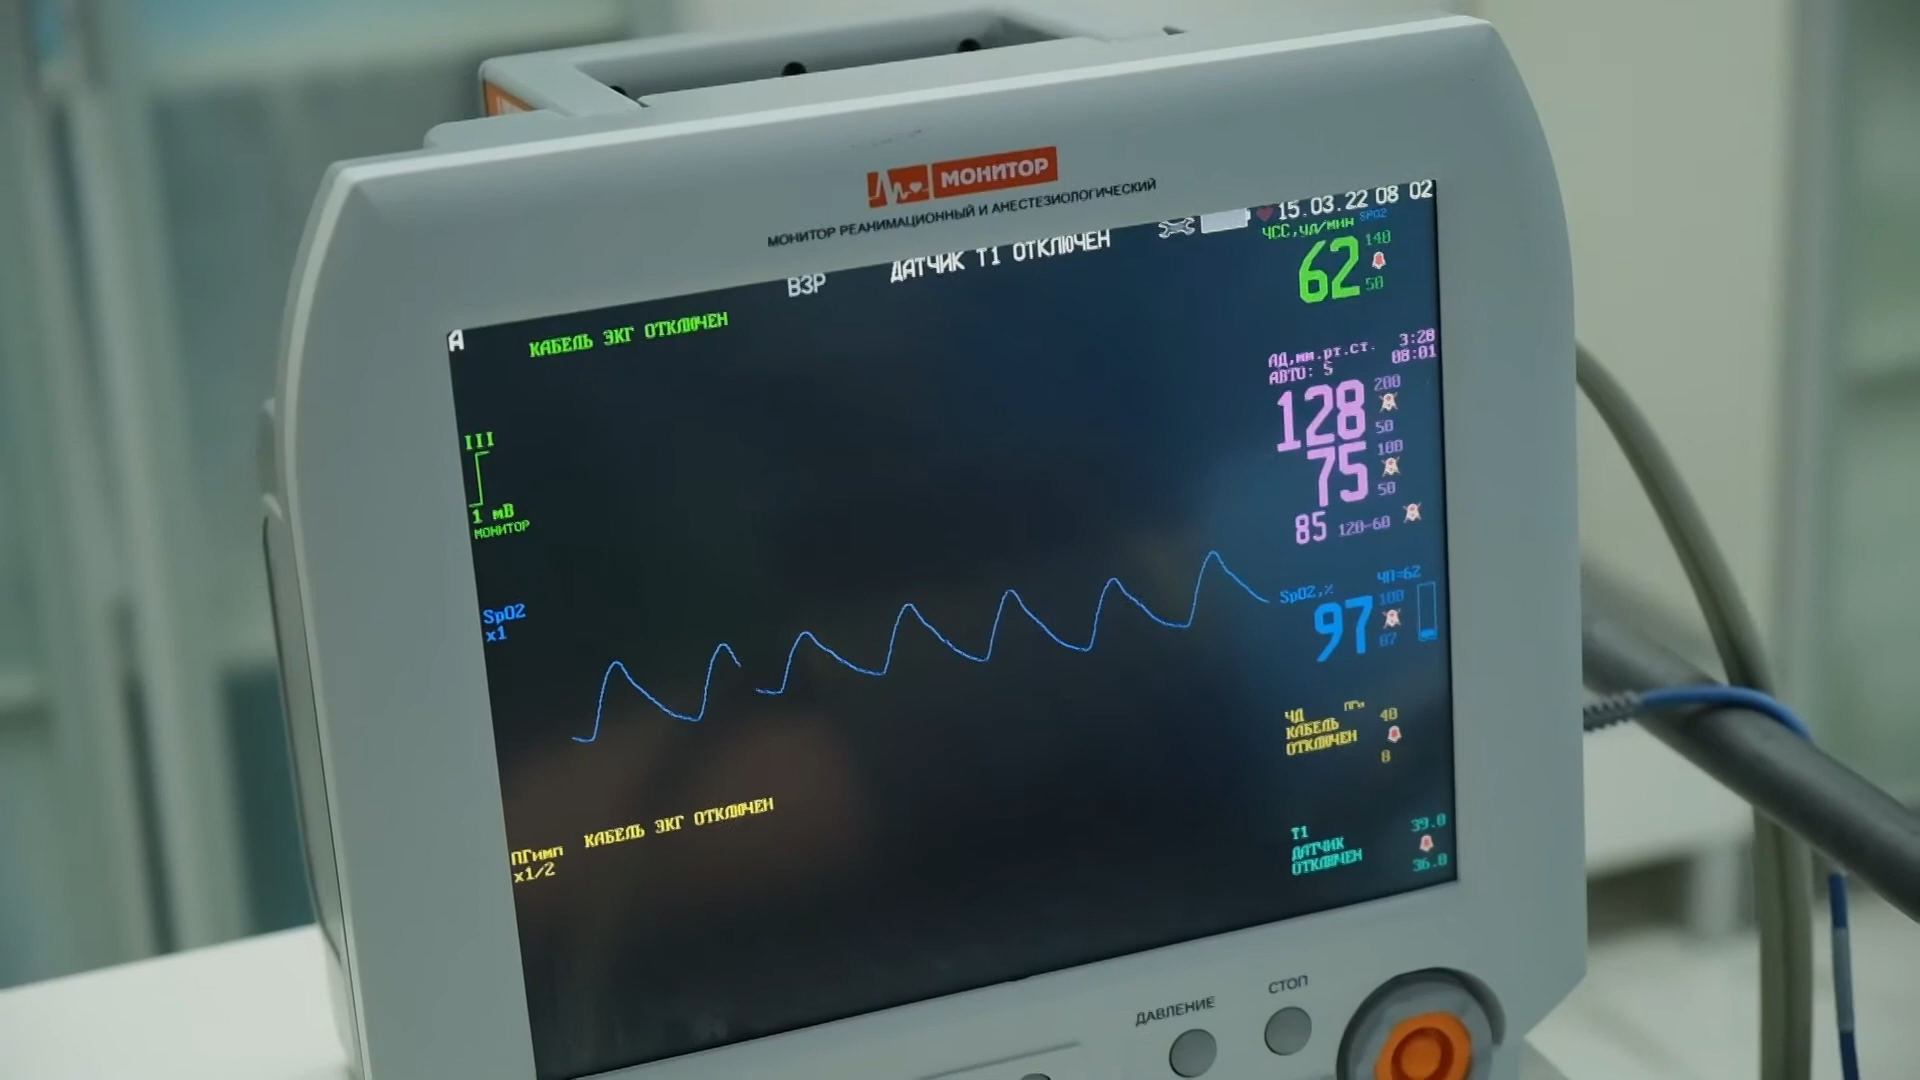 МОНИТОР
МОНИТОР РЕАНИМАЦИОННЫЙ И АНЕСТЕЗИОЛОГИЧЕСКИЙ
15.03.22 08 02
ВЗР
ДАТЧИК Т1 ОТКЛЮЧЕН
ЧСС,уд/мин SPO2
62
140
50
А
КАБЕЛЬ ЭКГ ОТКЛЮЧЕН
АД,мм.рт.ст. 3:28
АВТО: 5 08:01
128
200
50
75
100
50
85 120-60
III
1 мВ
МОНИТОР
SpO2
x1
SpO2,% ЧП=62
97
100
87
ЧД ПГи
КАБЕЛЬ
ОТКЛЮЧЕН
40
8
ПГимп КАБЕЛЬ ЭКГ ОТКЛЮЧЕН
x1/2
Т1
ДАТЧИК
ОТКЛЮЧЕН
39.0
36.0
ДАВЛЕНИЕ
СТОП